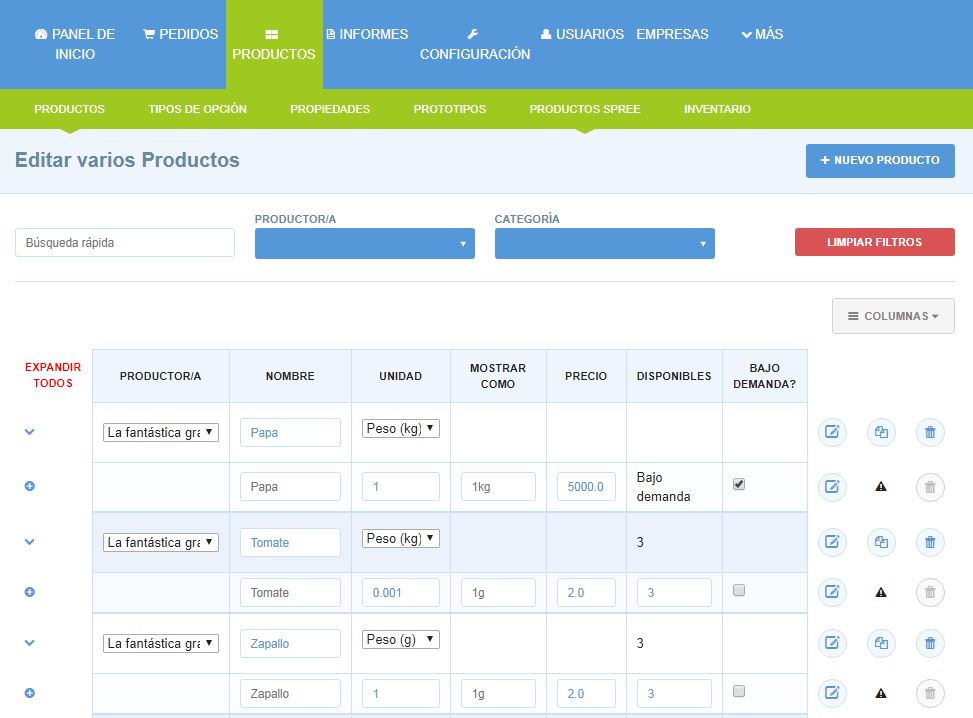 PANEL DE INICIO
PEDIDOS
PRODUCTOS
INFORMES
CONFIGURACIÓN
USUARIOS
EMPRESAS
MÁS
PRODUCTOS
TIPOS DE OPCIÓN
PROPIEDADES
PROTOTIPOS
PRODUCTOS SPREE
INVENTARIO
Editar varios Productos
+ NUEVO PRODUCTO
PRODUCTOR/A
CATEGORÍA
Búsqueda rápida
LIMPIAR FILTROS
COLUMNAS
EXPANDIR TODOS
PRODUCTOR/A
NOMBRE
UNIDAD
MOSTRAR COMO
PRECIO
DISPONIBLES
BAJO DEMANDA?
La fantástica gra
Papa
Peso (kg)
Papa
1
1kg
5000.0
Bajo demanda
La fantástica gra
Tomate
Peso (kg)
3
Tomate
0.001
1g
2.0
3
La fantástica gra
Zapallo
Peso (g)
3
Zapallo
1
1g
2.0
3